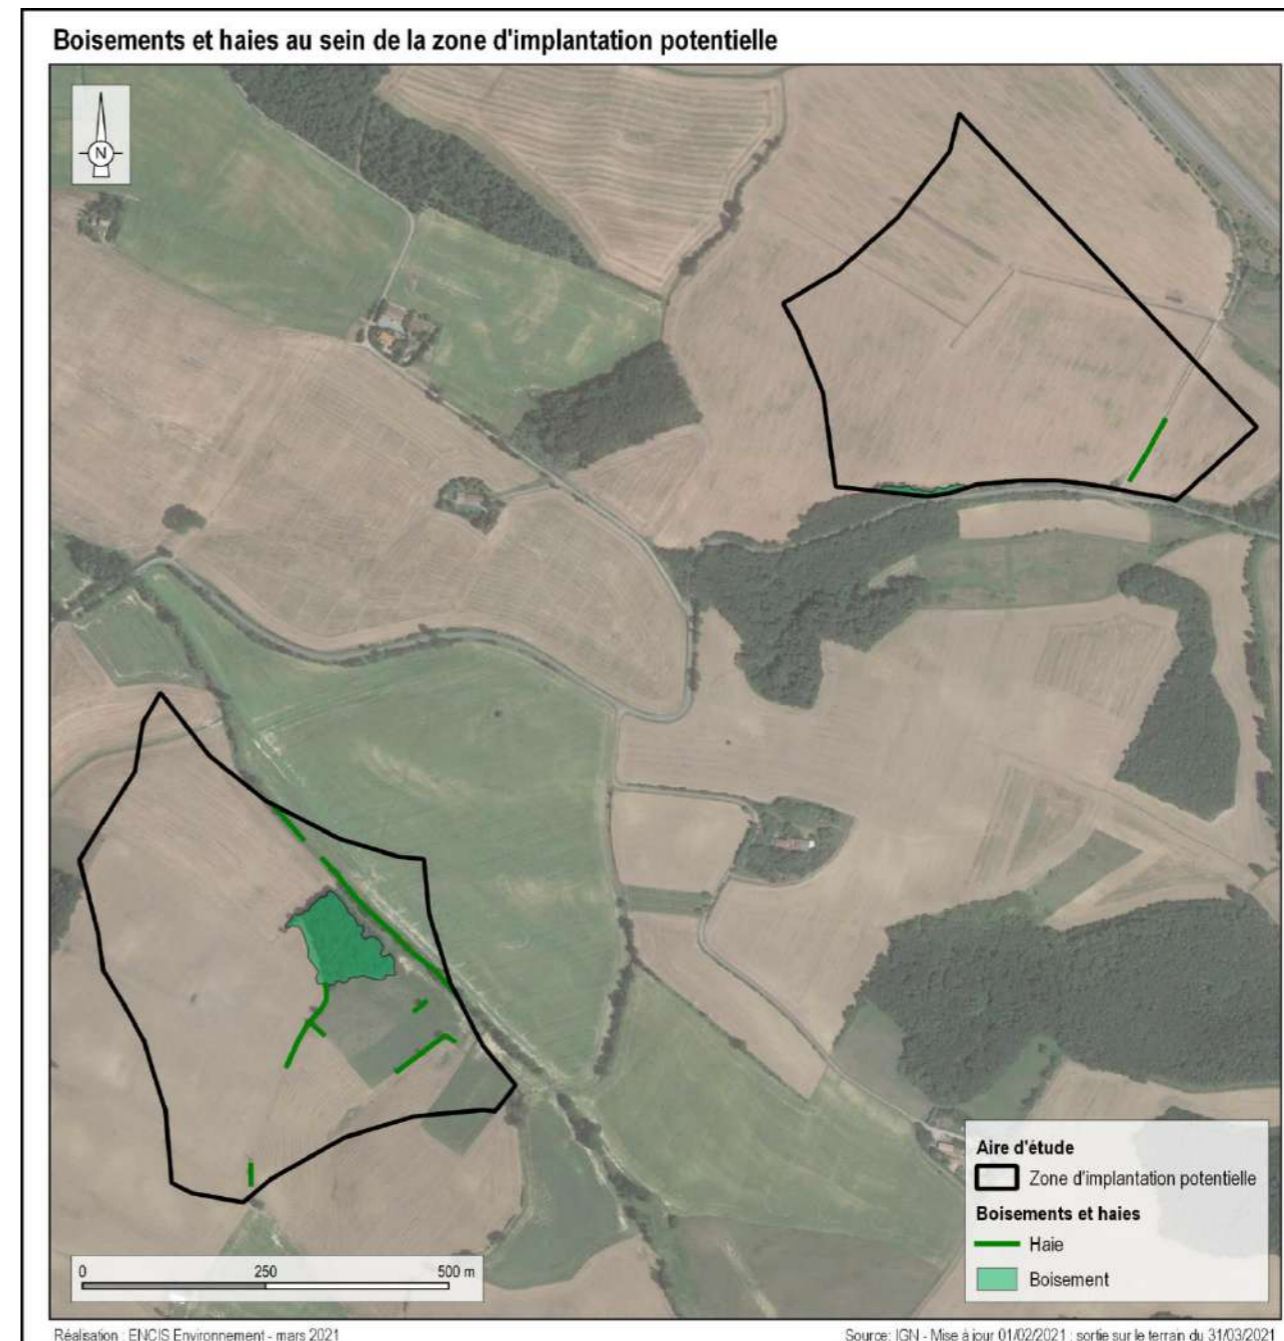 Boisements et haies au sein de la zone d'implantation potentielle
N
Aire d'étude
Zone d'implantation potentielle
Boisements et haies
Haie
Boisement
0 250 500 m
Réalisation : ENCIS Environnement - mars 2021
Source: IGN - Mise à jour 01/02/2021 ; sortie sur le terrain du 31/03/2021